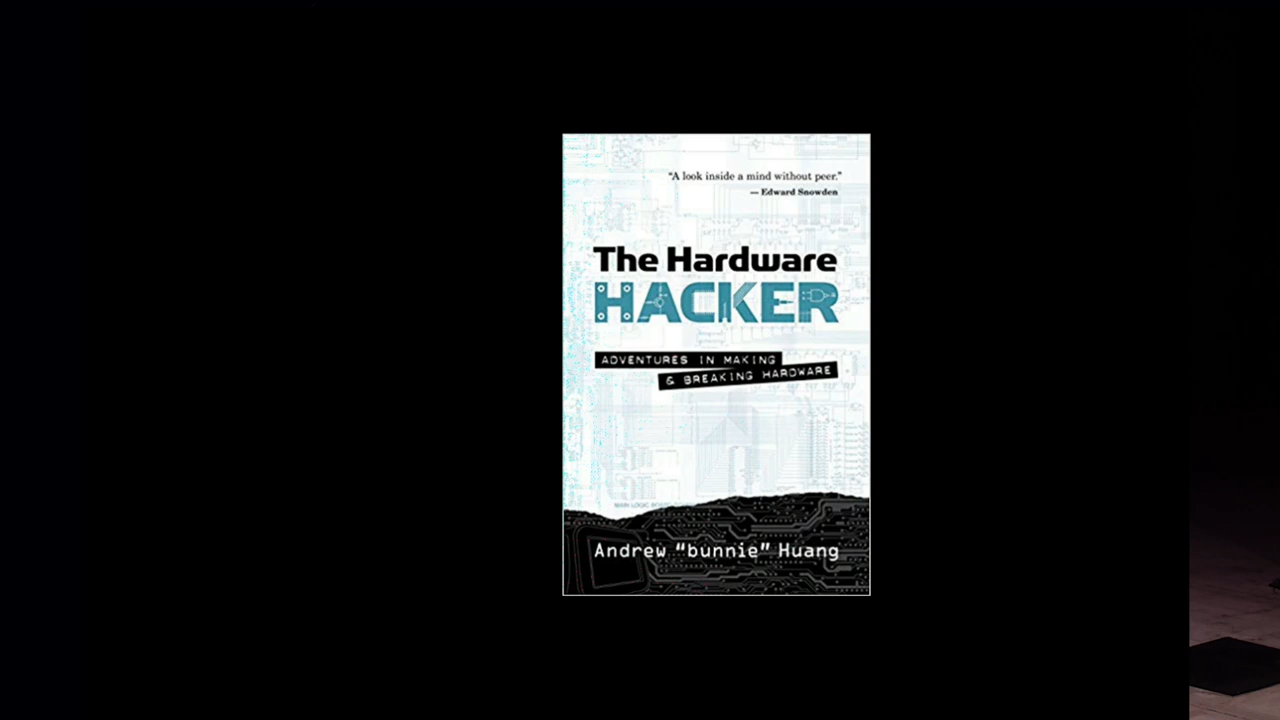 "A look inside a mind without peer."
— Edward Snowden
The Hardware
HACKER
ADVENTURES IN MAKING
& BREAKING HARDWARE
Andrew "bunnie" Huang